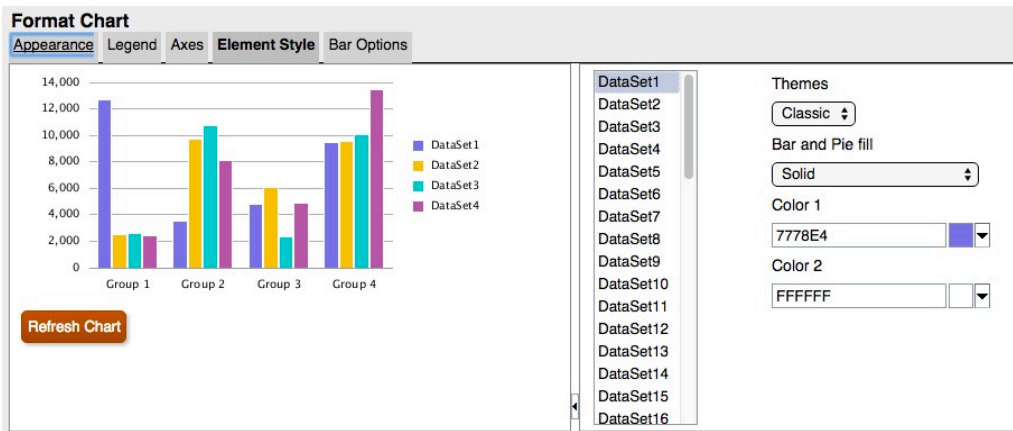 Format Chart
Appearance Legend Axes Element Style Bar Options
14,000
12,000
10,000
8,000
6,000
4,000
2,000
0
Group 1 Group 2 Group 3 Group 4
DataSet1
DataSet2
DataSet3
DataSet4
Refresh Chart
DataSet1
DataSet2
DataSet3
DataSet4
DataSet5
DataSet6
DataSet7
DataSet8
DataSet9
DataSet10
DataSet11
DataSet12
DataSet13
DataSet14
DataSet15
DataSet16
Themes
Classic
Bar and Pie fill
Solid
Color 1
7778E4
Color 2
FFFFFF